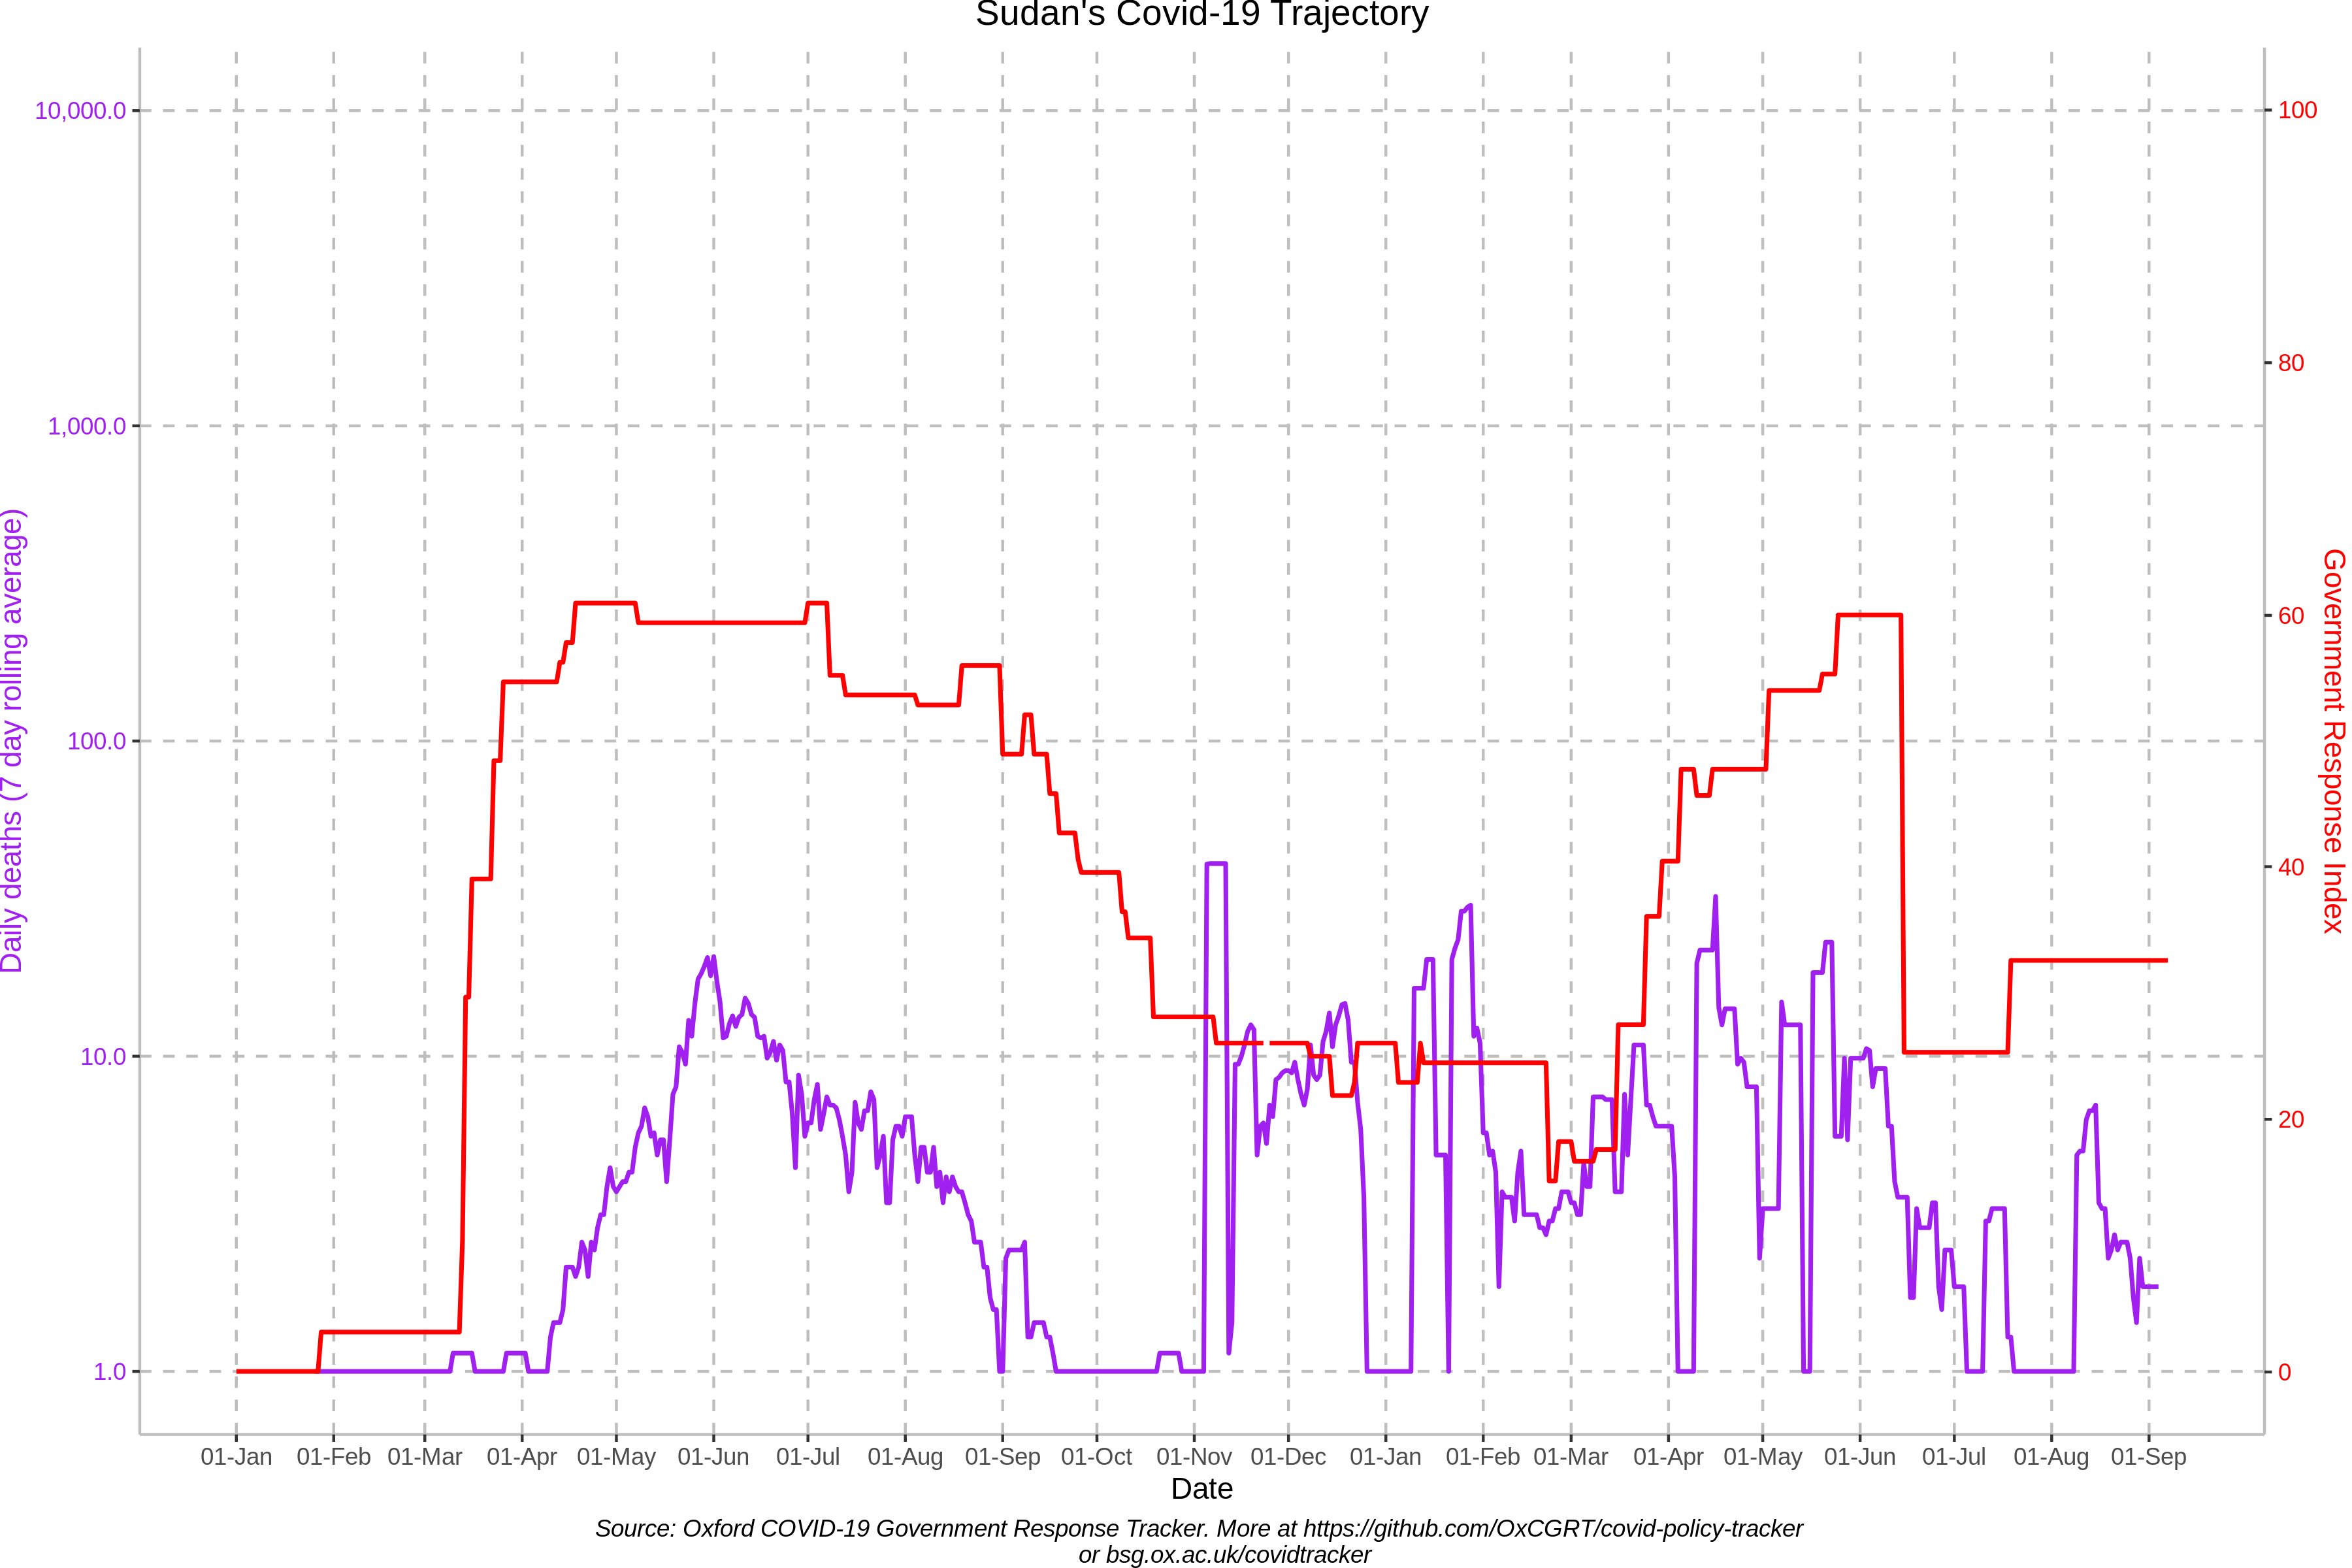 Sudan's Covid-19 Trajectory
10,000.0
1,000.0
100.0
10.0
1.0
Daily deaths (7 day rolling average)
100
80
60
40
20
0
Government Response Index
01-Jan 01-Feb 01-Mar 01-Apr 01-May 01-Jun 01-Jul 01-Aug 01-Sep 01-Oct 01-Nov 01-Dec 01-Jan 01-Feb 01-Mar 01-Apr 01-May 01-Jun 01-Jul 01-Aug 01-Sep
Date
Source: Oxford COVID-19 Government Response Tracker. More at https://github.com/OxCGRT/covid-policy-tracker
or bsg.ox.ac.uk/covidtracker